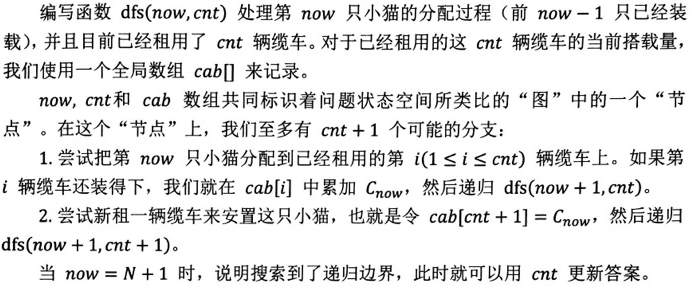 编写函数 dfs(now, cnt) 处理第 now 只小猫的分配过程（前 now − 1 只已经装
载），并且目前已经租用了 cnt 辆缆车。对于已经租用的这 cnt 辆缆车的当前搭载量，
我们使用一个全局数组 cab[] 来记录。
now, cnt和 cab 数组共同标识着问题状态空间所类比的“图”中的一个“节
点”。在这个“节点”上，我们至多有 cnt + 1 个可能的分支：
1. 尝试把第 now 只小猫分配到已经租用的第 i(1 ≤ i ≤ cnt) 辆缆车上。如果第
i 辆缆车还装得下，我们就在 cab[i] 中累加 Cnow，然后递归 dfs(now + 1, cnt)。
2. 尝试新租一辆缆车来安置这只小猫，也就是令 cab[cnt + 1] = Cnow，然后递归
dfs(now + 1, cnt + 1)。
当 now = N + 1 时，说明搜索到了递归边界，此时就可以用 cnt 更新答案。